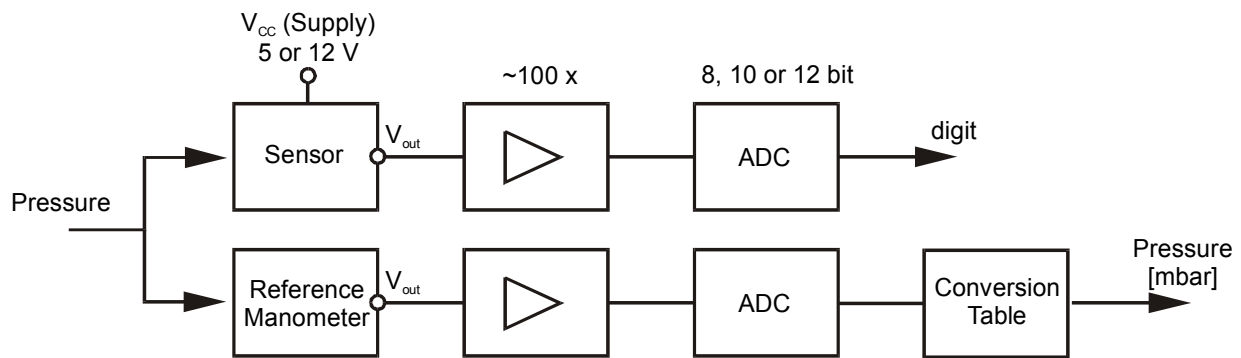 V_CC (Supply)
5 or 12 V
~100 x
8, 10 or 12 bit
Sensor
V_out
ADC
digit
Pressure
Reference
Manometer
V_out
ADC
Conversion
Table
Pressure
[mbar]